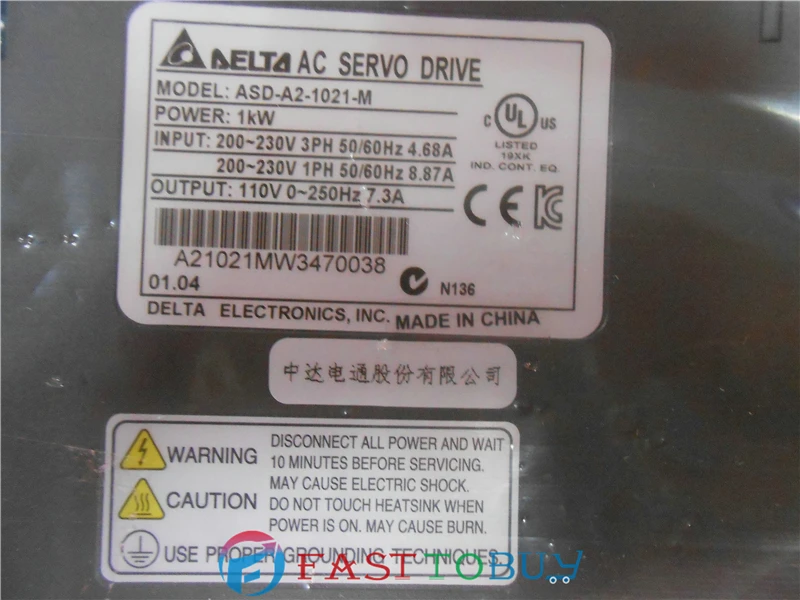 DELTA AC SERVO DRIVE
MODEL: ASD-A2-1021-M
POWER: 1kW
INPUT: 200~230V 3PH 50/60Hz 4.68A
200~230V 1PH 50/60Hz 8.87A
OUTPUT: 110V 0~250Hz 7.3A
C UL US
LISTED
19XK
IND. CONT. EQ.
CE
A21021MW3470038
01.04
N136
DELTA ELECTRONICS, INC. MADE IN CHINA
中达电通股份有限公司
WARNING
DISCONNECT ALL POWER AND WAIT
10 MINUTES BEFORE SERVICING.
MAY CAUSE ELECTRIC SHOCK.
CAUTION
DO NOT TOUCH HEATSINK WHEN
POWER IS ON. MAY CAUSE BURN.
USE PROPER GROUNDING TECHNIQUES.
FASTTOBUY